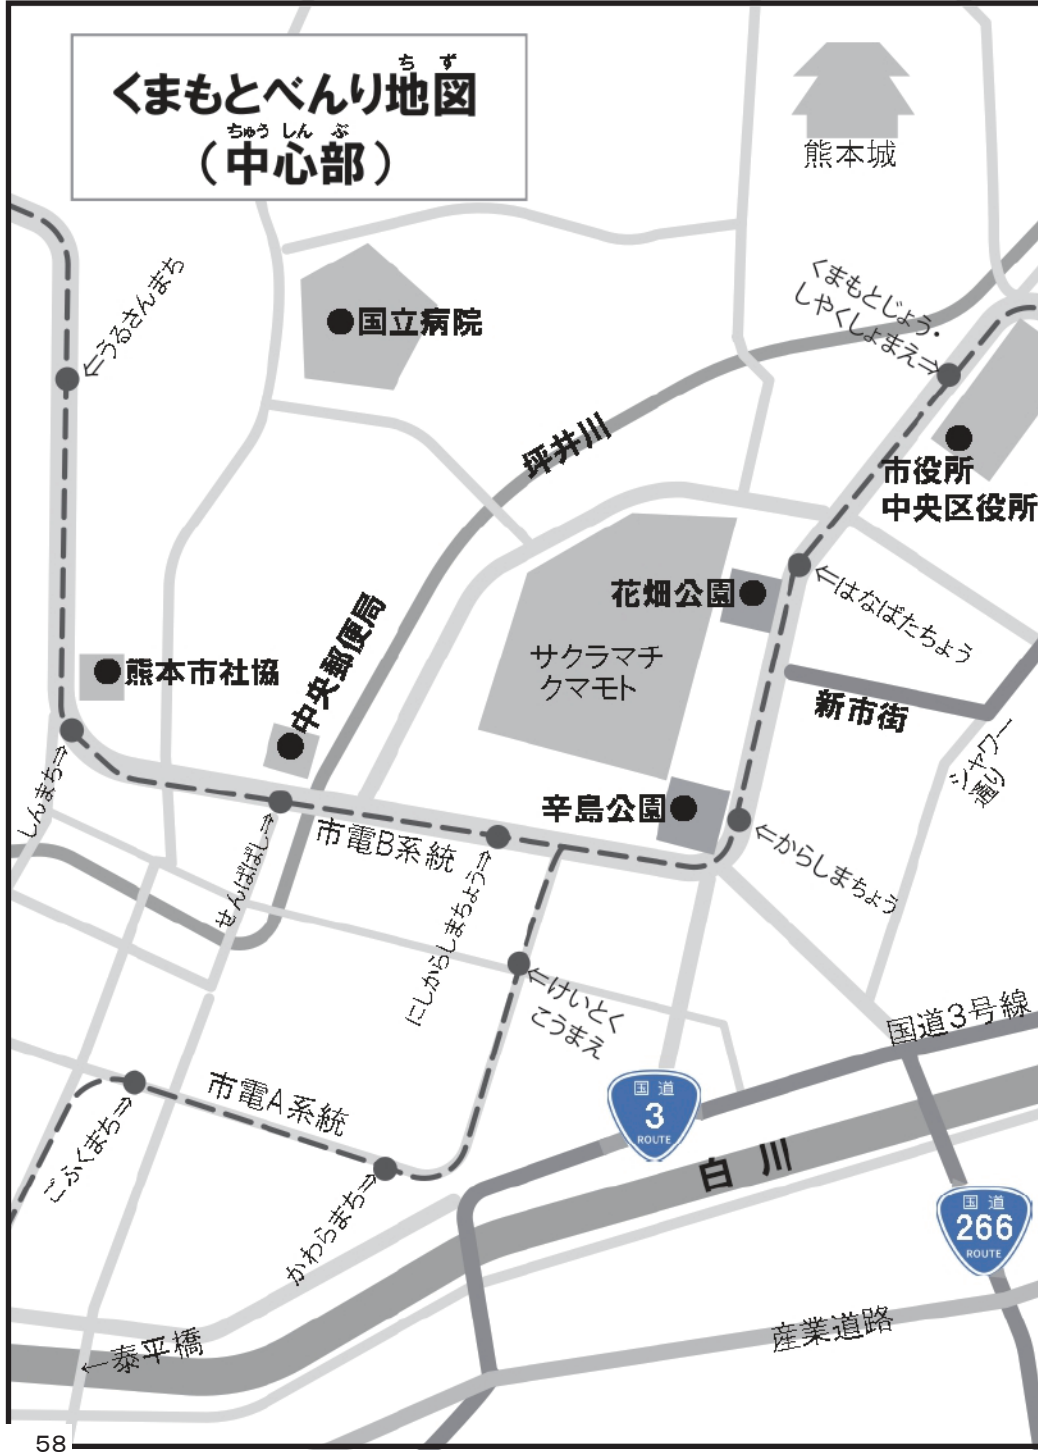 くまもとべんり地図
ち ず
（中心部）
ちゅう しん ぶ
熊本城
←うるさんまち
国立病院
くまもとじょう・
しやくしょまえ⇒
坪井川
市役所
中央区役所
花畑公園
⇐はなばたちょう
サクラマチ
クマモト
熊本市社協
中央郵便局
新市街
シャワー
通り
しんまち⇒
辛島公園
市電B系統
せんばばし⇒
にしからしまちょう⇒
⇐からしまちょう
⇐けいとく
こうまえ
国道3号線
市電A系統
国道
3
ROUTE
ごふくまち⇒
かわらまち⇒
白川
国道
266
ROUTE
産業道路
←泰平橋
58